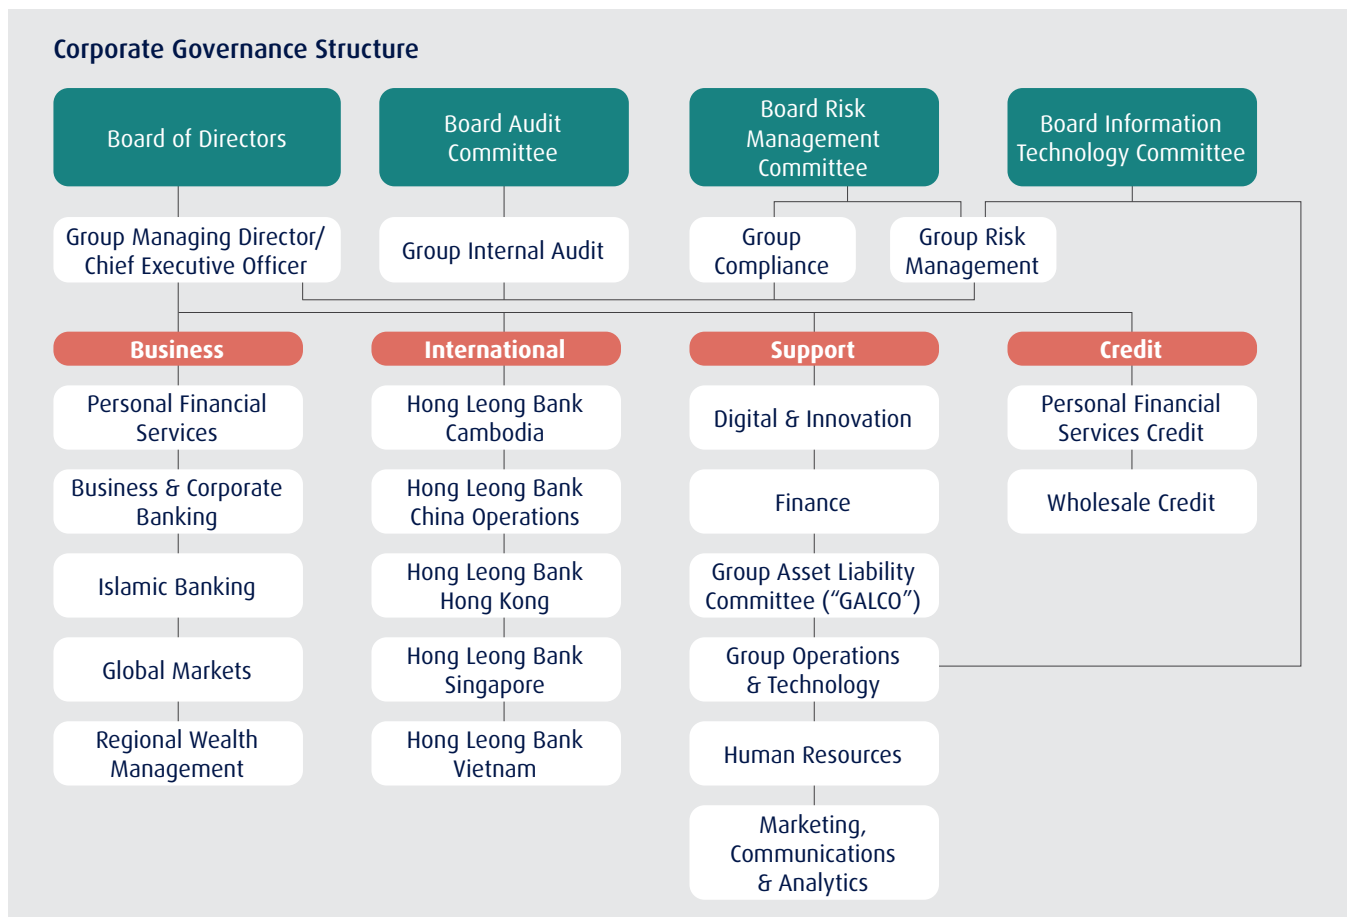 Corporate Governance Structure
Board of Directors
Board Audit
Committee
Board Risk
Management
Committee
Board Information
Technology Committee
Group Managing Director/
Chief Executive Officer
Group Internal Audit
Group
Compliance
Group Risk
Management
Business
Personal Financial
Services
Business & Corporate
Banking
Islamic Banking
Global Markets
Regional Wealth
Management
International
Hong Leong Bank
Cambodia
Hong Leong Bank
China Operations
Hong Leong Bank
Hong Kong
Hong Leong Bank
Singapore
Hong Leong Bank
Vietnam
Support
Digital & Innovation
Finance
Group Asset Liability
Committee (“GALCO”)
Group Operations
& Technology
Human Resources
Marketing,
Communications
& Analytics
Credit
Personal Financial
Services Credit
Wholesale Credit